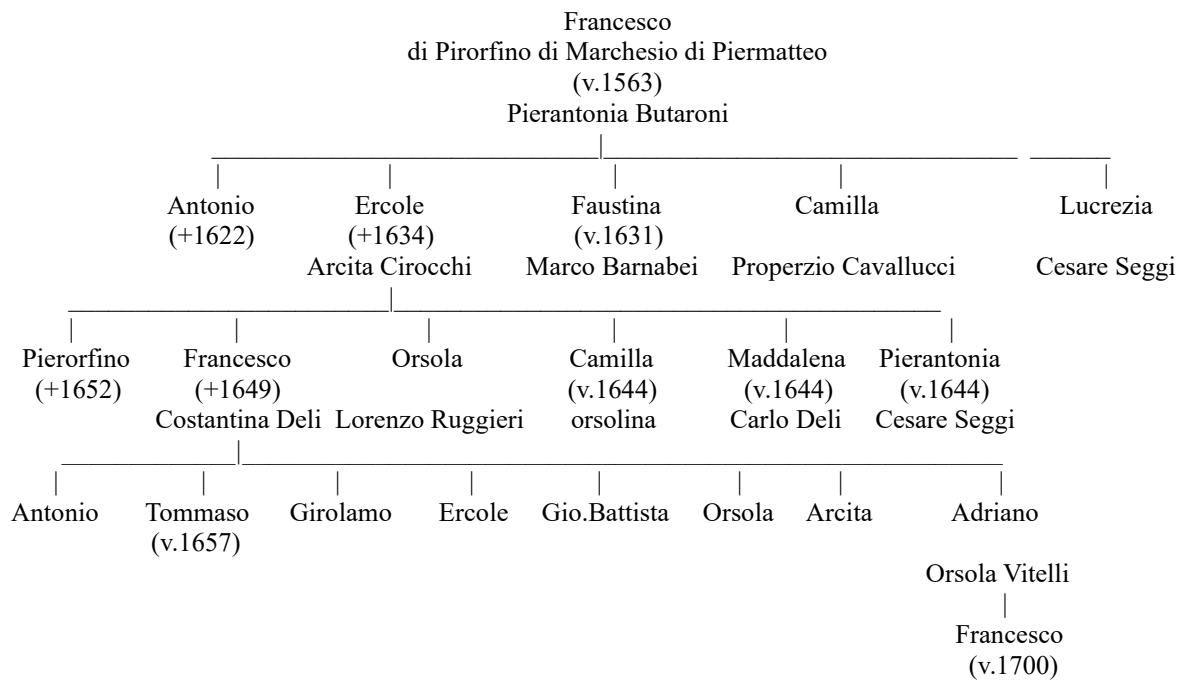 Francesco
di Pirorfino di Marchesio di Piermatteo
(v.1563)
Pierantonia Butaroni
Antonio Ercole Faustina Camilla Lucrezia
(+1622) (+1634) (v.1631)
Arcita Cirocchi Marco Barnabei Properzio Cavallucci Cesare Seggi
Pierorfino Francesco Orsola Camilla Maddalena Pierantonia
(+1652) (+1649) (v.1644) (v.1644) (v.1644)
Costantina Deli Lorenzo Ruggieri orsolina Carlo Deli Cesare Seggi
Antonio Tommaso Girolamo Ercole Gio.Battista Orsola Arcita Adriano
(v.1657)
Orsola Vitelli
Francesco
(v.1700)